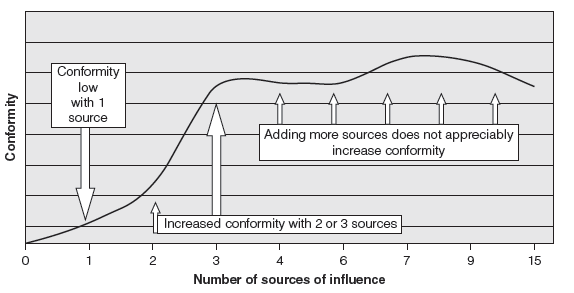 Conformity
Conformity
low
with 1
source
Adding more sources does not appreciably
increase conformity
Increased conformity with 2 or 3 sources
0 1 2 3 4 6 7 9 15
Number of sources of influence